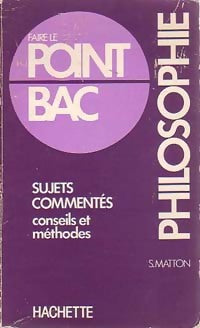 FAIRE LE
POINT
BAC
SUJETS
COMMENTÉS
conseils et
méthodes
PHILOSOPHIE
S.MATTON
HACHETTE